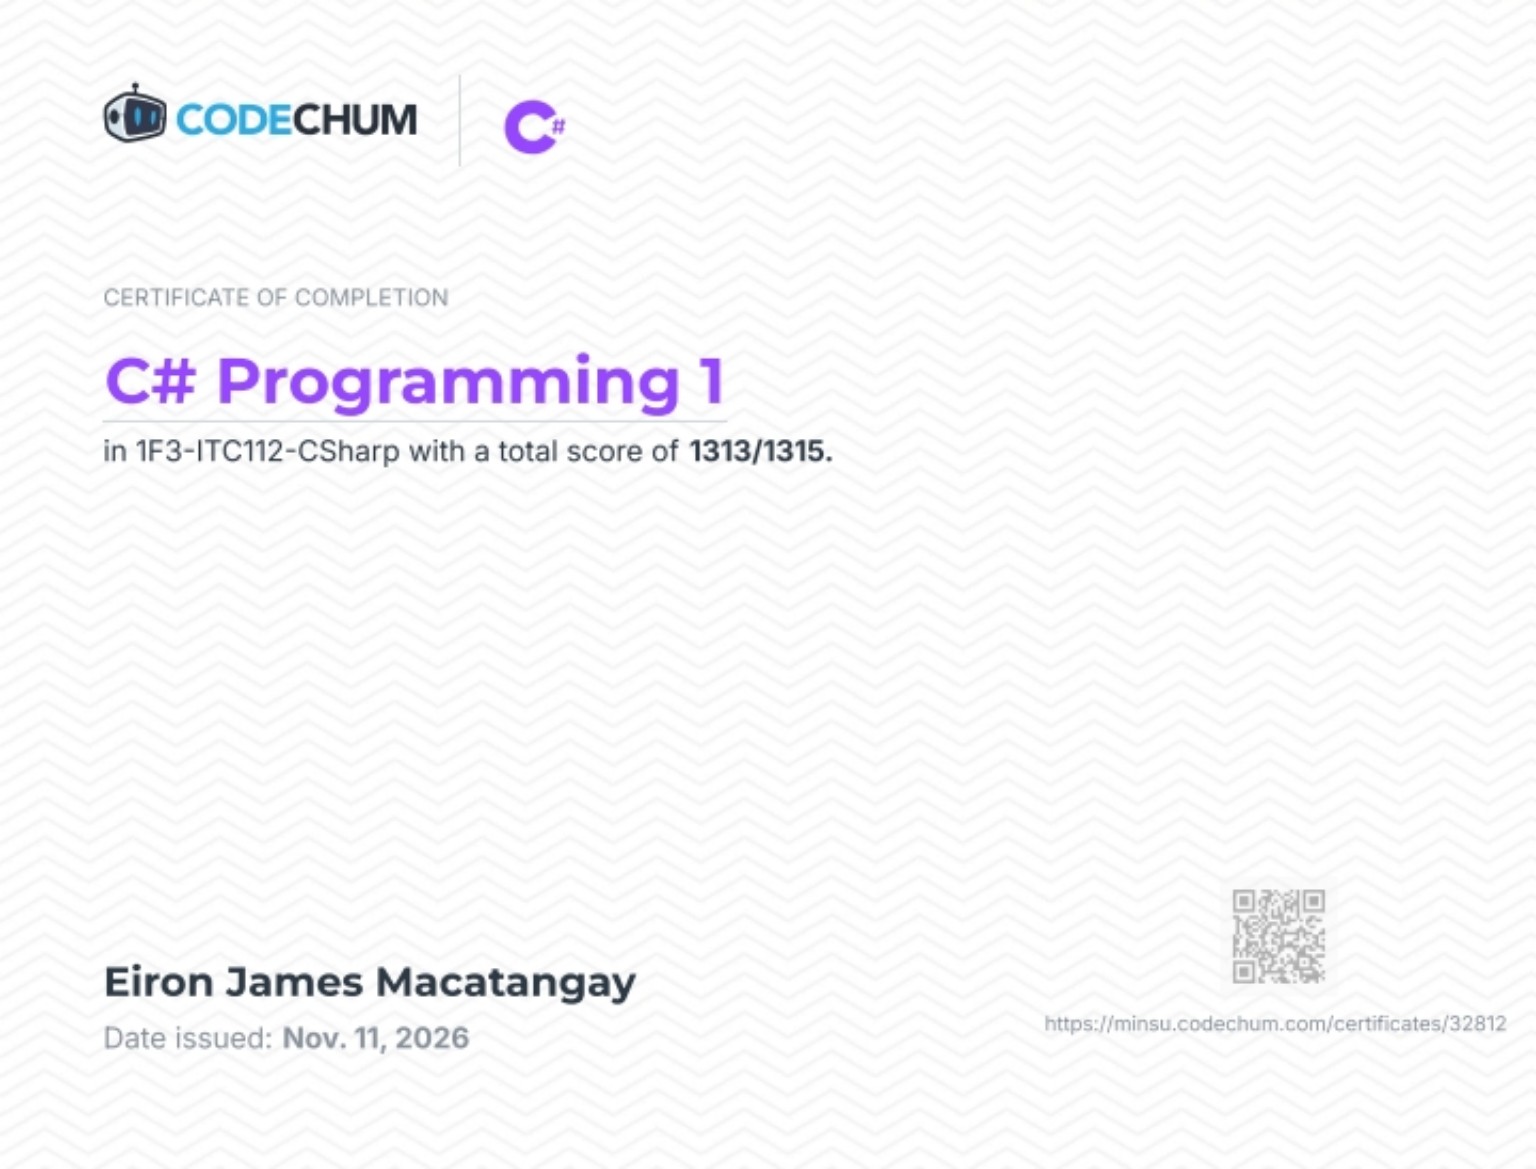 CODECHUM
C#
CERTIFICATE OF COMPLETION
C# Programming 1
in 1F3-ITC112-CSharp with a total score of 1313/1315.
Eiron James Macatangay
Date issued: Nov. 11, 2026
https://minsu.codechum.com/certificates/32812